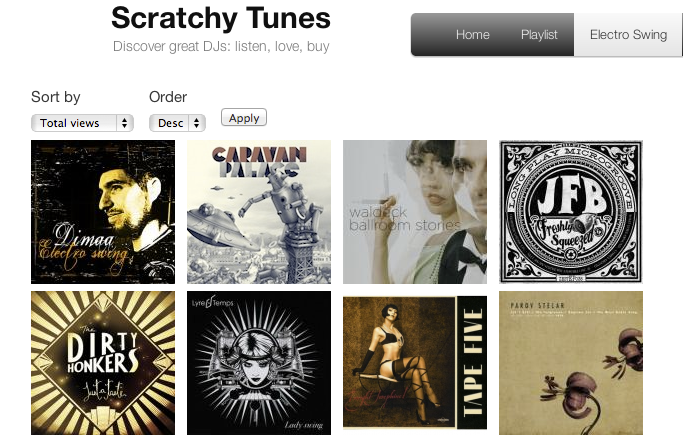 Scratchy Tunes
Discover great DJs: listen, love, buy
Home
Playlist
Electro Swing
Sort by
Order
Total views
Desc
Apply
Dimaa
Electro swing
CARAVAN
PALACE
waldeck
ballroom stories
LONG PLAY MICROGROOVE
JFB
Freshly
Squeezed
The
DIRTY
HONKERS
Just a taste
Lyre Temps
Lady swing
TAPE FIVE
PAROV STELAR